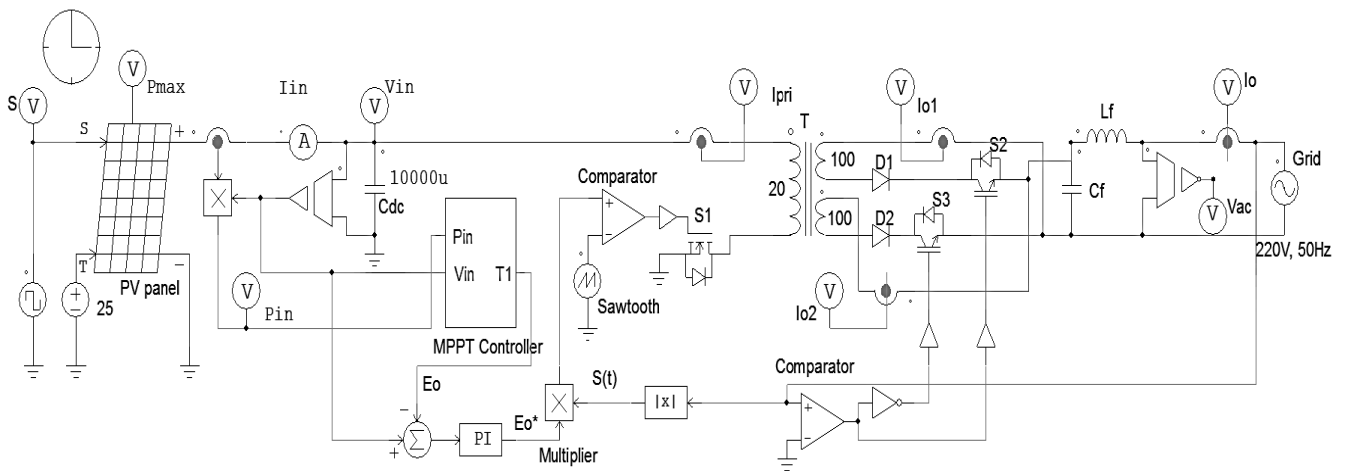 V
V
Pmax
S
V
Iin
Vin
V
V
Ipri
V
Io1
V
Io
S
+
A
T
100
D1
S2
Lf
Grid
10000u
Cdc
Comparator
+
−
S1
20
100
D2
S3
Cf
V
Vac
220V, 50Hz
T
−
PV panel
+
−
25
V
Pin
Pin
Vin
T1
MPPT Controller
Sawtooth
V
Io2
Comparator
Eo
−
+
Σ
PI
Eo*
X
X
Multiplier
S(t)
|x|
+
−